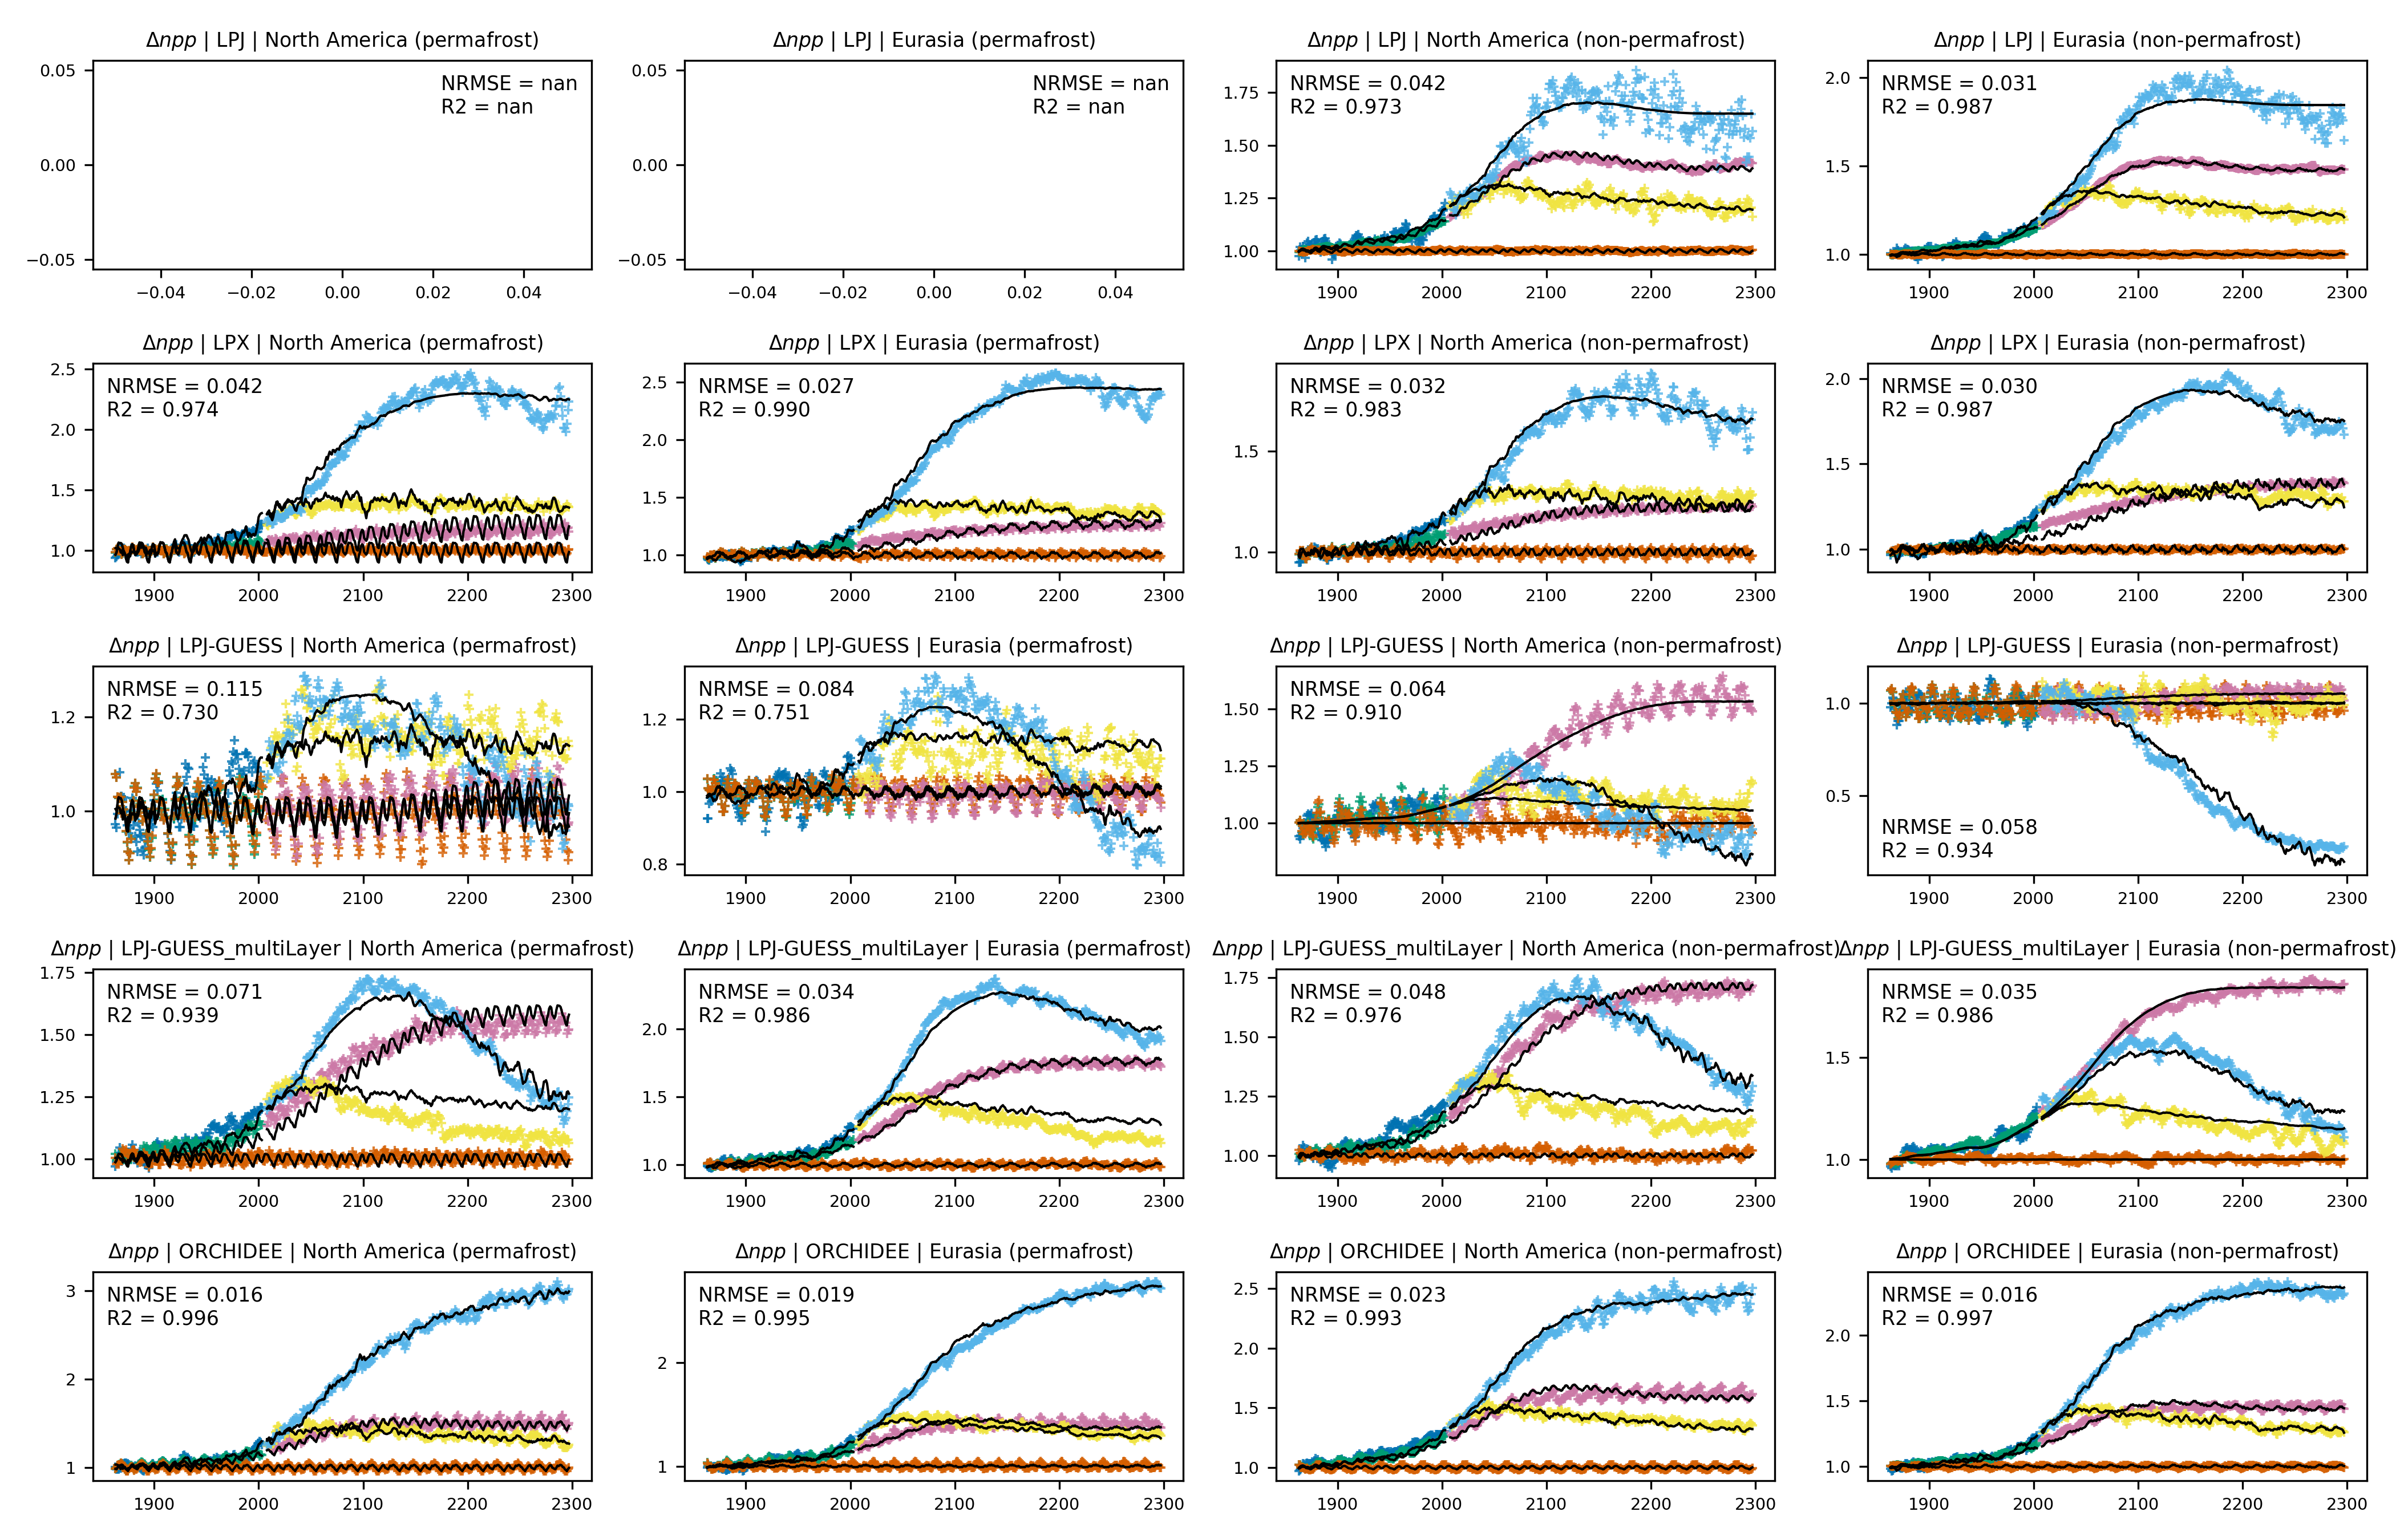 Δnpp | LPJ | North America (permafrost)
NRMSE = nan
R2 = nan
0.05
0.00
−0.05
−0.04 −0.02 0.00 0.02 0.04
Δnpp | LPJ | Eurasia (permafrost)
NRMSE = nan
R2 = nan
0.05
0.00
−0.05
−0.04 −0.02 0.00 0.02 0.04
Δnpp | LPJ | North America (non-permafrost)
NRMSE = 0.042
R2 = 0.973
1.75
1.50
1.25
1.00
1900 2000 2100 2200 2300
Δnpp | LPJ | Eurasia (non-permafrost)
NRMSE = 0.031
R2 = 0.987
2.0
1.5
1.0
1900 2000 2100 2200 2300
Δnpp | LPX | North America (permafrost)
NRMSE = 0.042
R2 = 0.974
2.5
2.0
1.5
1.0
1900 2000 2100 2200 2300
Δnpp | LPX | Eurasia (permafrost)
NRMSE = 0.027
R2 = 0.990
2.5
2.0
1.5
1.0
1900 2000 2100 2200 2300
Δnpp | LPX | North America (non-permafrost)
NRMSE = 0.032
R2 = 0.983
1.5
1.0
1900 2000 2100 2200 2300
Δnpp | LPX | Eurasia (non-permafrost)
NRMSE = 0.030
R2 = 0.987
2.0
1.5
1.0
1900 2000 2100 2200 2300
Δnpp | LPJ-GUESS | North America (permafrost)
NRMSE = 0.115
R2 = 0.730
1.2
1.0
1900 2000 2100 2200 2300
Δnpp | LPJ-GUESS | Eurasia (permafrost)
NRMSE = 0.084
R2 = 0.751
1.2
1.0
0.8
1900 2000 2100 2200 2300
Δnpp | LPJ-GUESS | North America (non-permafrost)
NRMSE = 0.064
R2 = 0.910
1.50
1.25
1.00
1900 2000 2100 2200 2300
Δnpp | LPJ-GUESS | Eurasia (non-permafrost)
1.0
0.5
NRMSE = 0.058
R2 = 0.934
1900 2000 2100 2200 2300
Δnpp | LPJ-GUESS_multiLayer | North America (permafrost)
NRMSE = 0.071
R2 = 0.939
1.75
1.50
1.25
1.00
1900 2000 2100 2200 2300
Δnpp | LPJ-GUESS_multiLayer | Eurasia (permafrost)
NRMSE = 0.034
R2 = 0.986
2.0
1.5
1.0
1900 2000 2100 2200 2300
Δnpp | LPJ-GUESS_multiLayer | North America (non-permafrost)
NRMSE = 0.048
R2 = 0.976
1.75
1.50
1.25
1.00
1900 2000 2100 2200 2300
Δnpp | LPJ-GUESS_multiLayer | Eurasia (non-permafrost)
NRMSE = 0.035
R2 = 0.986
1.5
1.0
1900 2000 2100 2200 2300
Δnpp | ORCHIDEE | North America (permafrost)
NRMSE = 0.016
R2 = 0.996
3
2
1
1900 2000 2100 2200 2300
Δnpp | ORCHIDEE | Eurasia (permafrost)
NRMSE = 0.019
R2 = 0.995
2
1
1900 2000 2100 2200 2300
Δnpp | ORCHIDEE | North America (non-permafrost)
NRMSE = 0.023
R2 = 0.993
2.5
2.0
1.5
1.0
1900 2000 2100 2200 2300
Δnpp | ORCHIDEE | Eurasia (non-permafrost)
NRMSE = 0.016
R2 = 0.997
2.0
1.5
1.0
1900 2000 2100 2200 2300